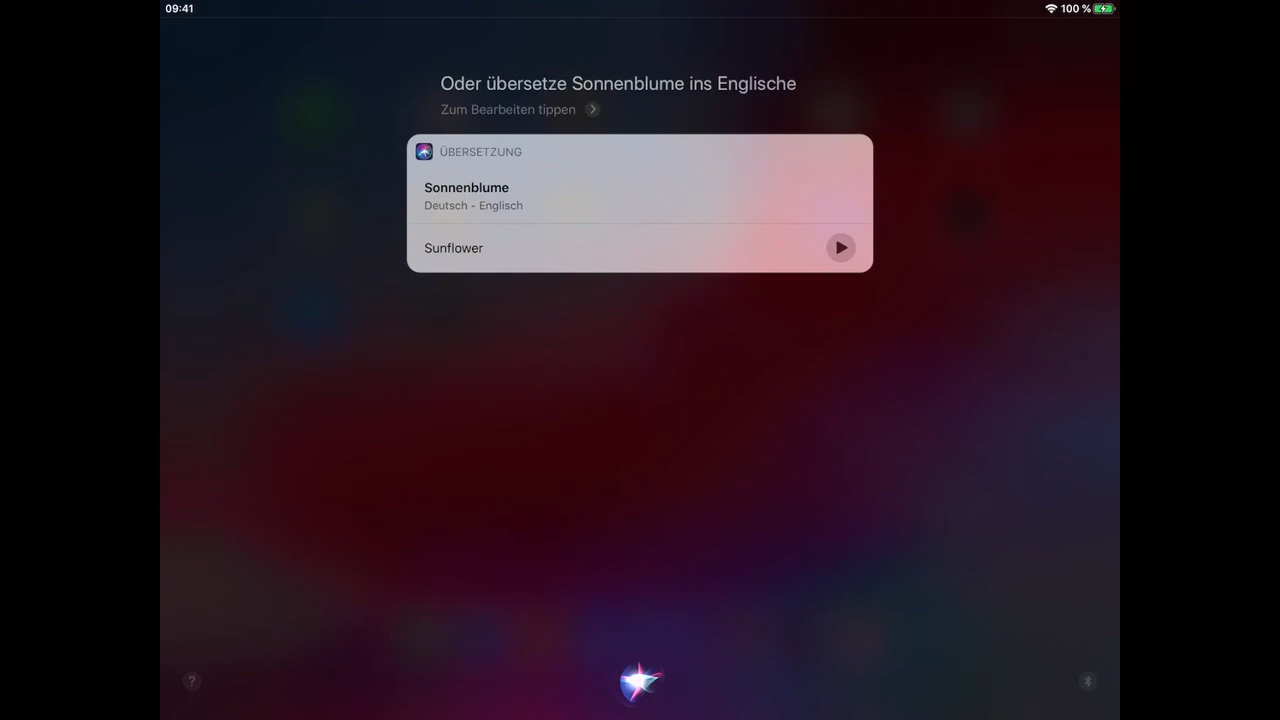 09:41
100 %
Oder übersetze Sonnenblume ins Englische
Zum Bearbeiten tippen
ÜBERSETZUNG
Sonnenblume
Deutsch - Englisch
Sunflower
?